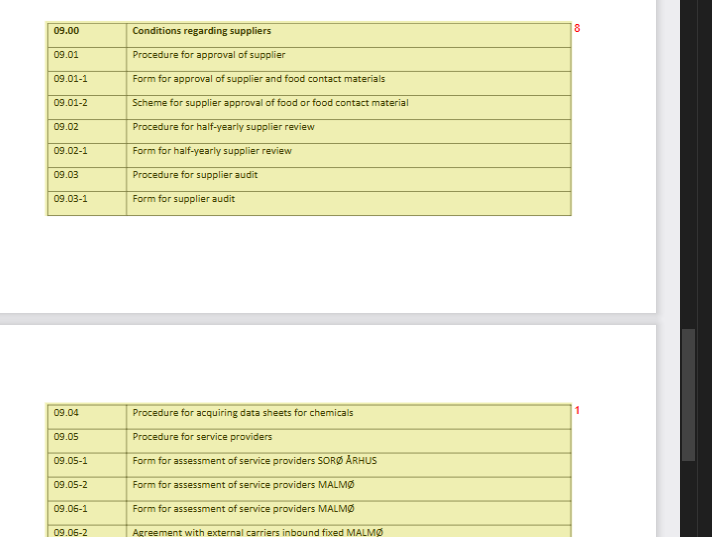 09.00 Conditions regarding suppliers 8
09.01 Procedure for approval of supplier
09.01-1 Form for approval of supplier and food contact materials
09.01-2 Scheme for supplier approval of food or food contact material
09.02 Procedure for half-yearly supplier review
09.02-1 Form for half-yearly supplier review
09.03 Procedure for supplier audit
09.03-1 Form for supplier audit
09.04 Procedure for acquiring data sheets for chemicals 1
09.05 Procedure for service providers
09.05-1 Form for assessment of service providers SORØ ÅRHUS
09.05-2 Form for assessment of service providers MALMØ
09.06-1 Form for assessment of service providers MALMØ
09.06-2 Agreement with external carriers inbound fixed MALMØ